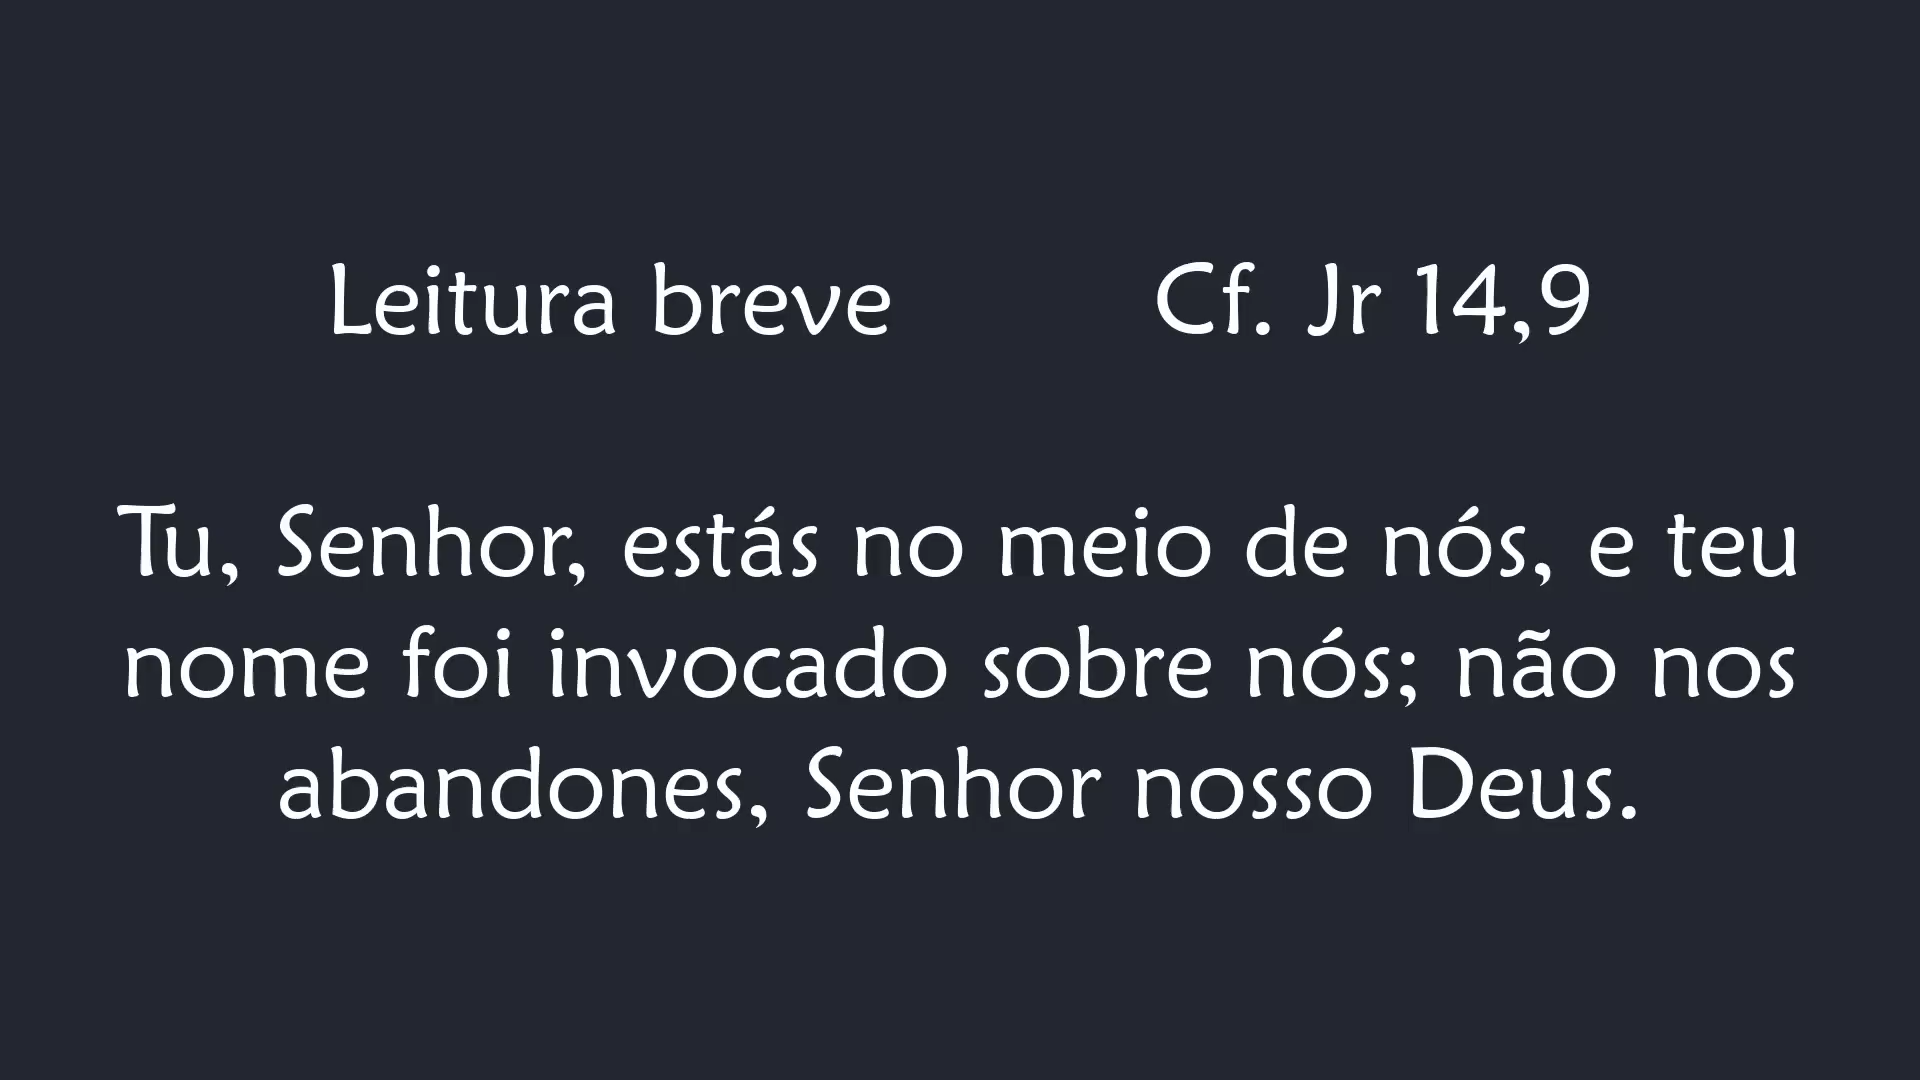 Leitura breve Cf. Jr 14,9
Tu, Senhor, estás no meio de nós, e teu
nome foi invocado sobre nós; não nos
abandones, Senhor nosso Deus.